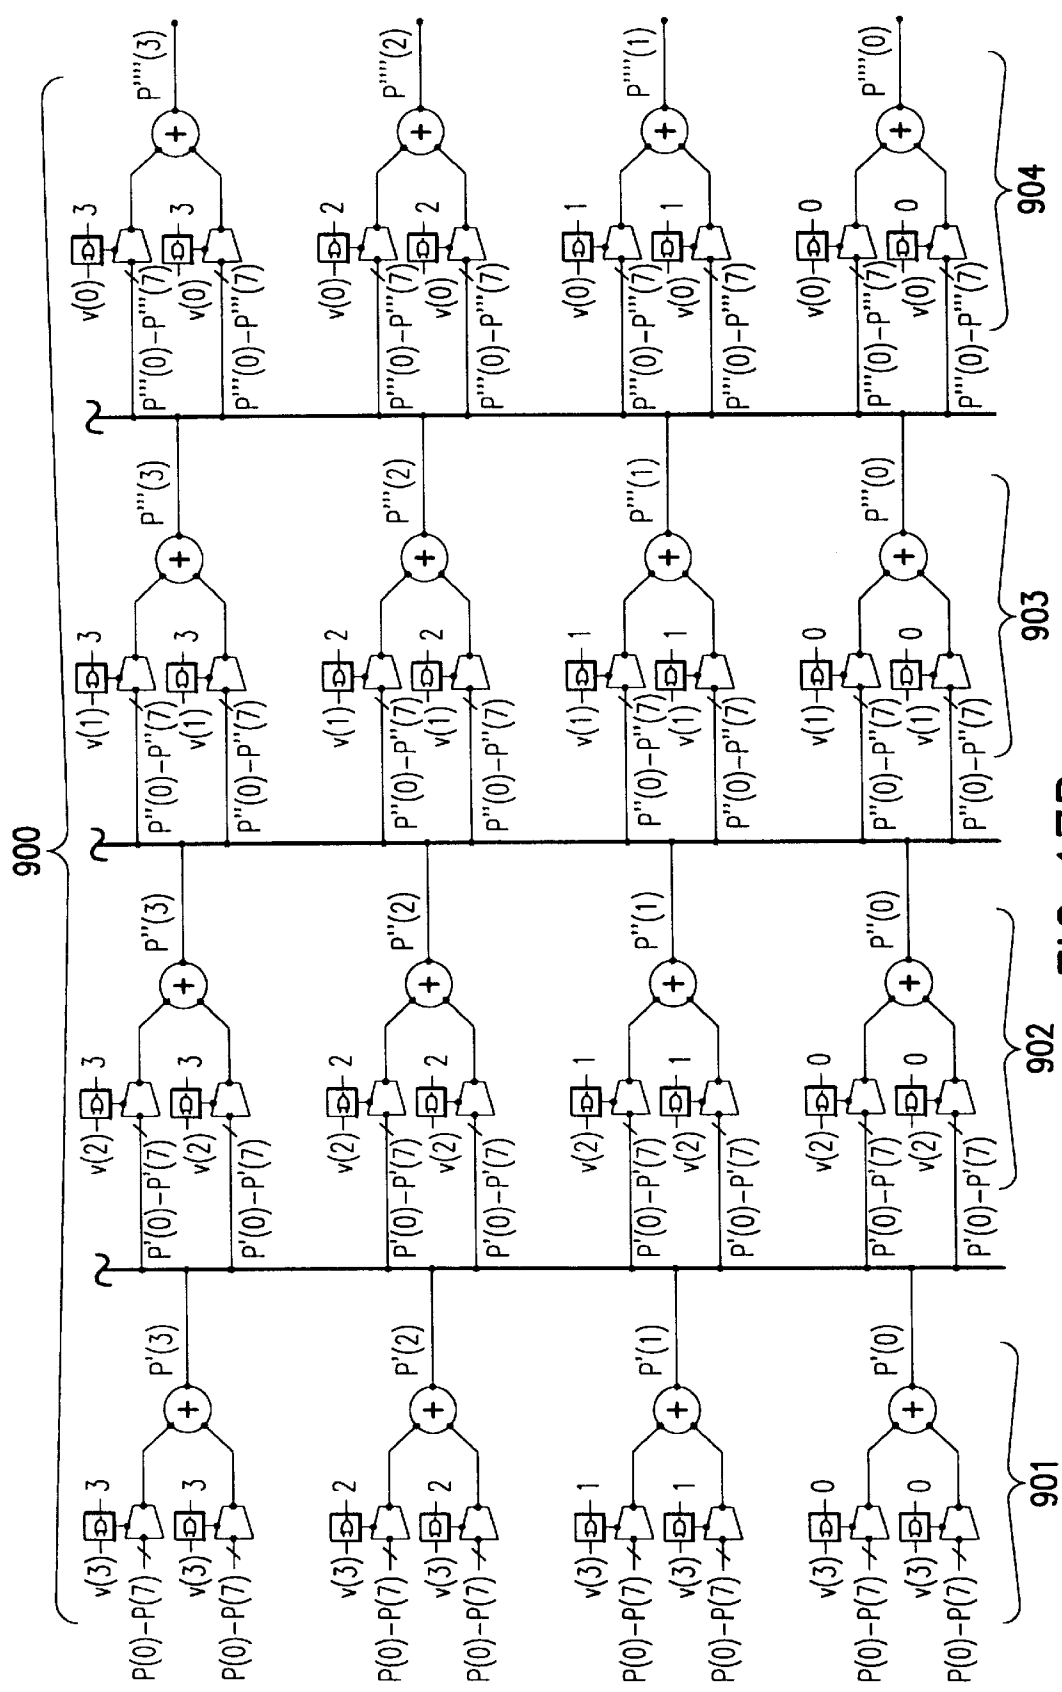 900
v(3) 3 v(2) 3 v(1) 3 v(0) 3
P(0)-P(7) P'(0)-P'(7) P''(0)-P''(7) P'''(0)-P'''(7)
+ P'(3) + P''(3) + P'''(3) + P''''(3)
v(3) 3 v(2) 3 v(1) 3 v(0) 3
P(0)-P(7) P'(0)-P'(7) P''(0)-P''(7) P'''(0)-P'''(7)
v(3) 2 v(2) 2 v(1) 2 v(0) 2
P(0)-P(7) P'(0)-P'(7) P''(0)-P''(7) P'''(0)-P'''(7)
+ P'(2) + P''(2) + P'''(2) + P''''(2)
v(3) 2 v(2) 2 v(1) 2 v(0) 2
P(0)-P(7) P'(0)-P'(7) P''(0)-P''(7) P'''(0)-P'''(7)
v(3) 1 v(2) 1 v(1) 1 v(0) 1
P(0)-P(7) P'(0)-P'(7) P''(0)-P''(7) P'''(0)-P'''(7)
+ P'(1) + P''(1) + P'''(1) + P''''(1)
v(3) 1 v(2) 1 v(1) 1 v(0) 1
P(0)-P(7) P'(0)-P'(7) P''(0)-P''(7) P'''(0)-P'''(7)
v(3) 0 v(2) 0 v(1) 0 v(0) 0
P(0)-P(7) P'(0)-P'(7) P''(0)-P''(7) P'''(0)-P'''(7)
+ P'(0) + P''(0) + P'''(0) + P''''(0)
v(3) 0 v(2) 0 v(1) 0 v(0) 0
P(0)-P(7) P'(0)-P'(7) P''(0)-P''(7) P'''(0)-P'''(7)
901 902 903 904